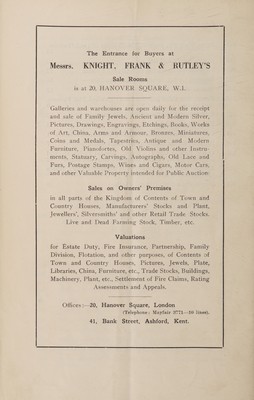 The Entrance for Buyers at
Messrs. KNIGHT, FRANK & RUTLEY'S
Sale Rooms
is at 20, HANOVER SQUARE, W.1.
Galleries and warehouses are open daily for the receipt
and sale of Family Jewels, Ancient and Modern Silver,
Pictures, Drawings, Engravings, Etchings, Books, Works
of Art, China, Arms and Armour, Bronzes, Miniatures,
Coins and Medals, Tapestries, Antique and Modern
Furniture, Pianofortes, Old Violins and other Instru-
ments, Statuary, Carvings, Autographs, Old Lace and
Furs, Postage Stamps, Wines and Cigars, Motor Cars,
and other Valuable Property intended for Public Auction
Sales on Owners' Premises
in all parts of the Kingdom of Contents of Town and
Country Houses, Manufacturers' Stocks and Plant,
Jewellers', Silversmiths' and other Retail Trade Stocks.
Live and Dead Farming Stock, Timber, etc.
Valuations
for Estate Duty, Fire Insurance, Partnership, Family
Division, Flotation, and other purposes, of Contents of
Town and Country Houses, Pictures, Jewels, Plate,
Libraries, China, Furniture, etc., Trade Stocks, Buildings,
Machinery, Plant, etc., Settlement of Fire Claims, Rating
Assessments and Appeals.
Offices:—20, Hanover Square, London
(Telephone: Mayfair 3771—
lines).
41, Bank Street, Ashford, Kent.